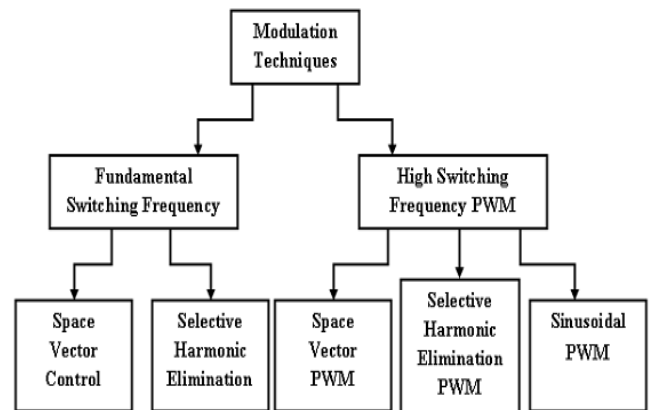 Modulation
Techniques
Fundamental
Switching Frequency
High Switching
Frequency PWM
Space
Vector
Control
Selective
Harmonic
Elimination
Space
Vector
PWM
Selective
Harmonic
Elimination
PWM
Sinusoidal
PWM